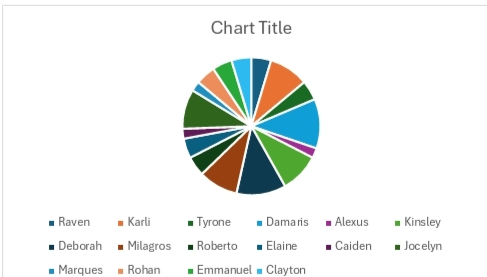 Chart Title
Raven Karli Tyrone Damaris Alexus Kinsley
Deborah Milagros Roberto Elaine Caiden Jocelyn
Marques Rohan Emmanuel Clayton